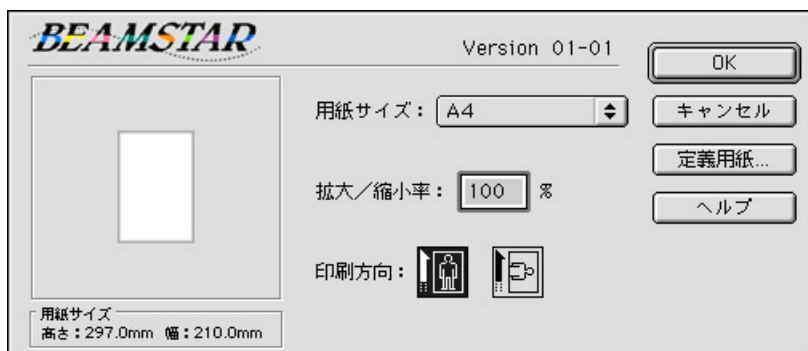 BEAMSTAR
Version 01-01
OK
用紙サイズ： A4
キャンセル
定義用紙...
拡大／縮小率： 100 %
ヘルプ
印刷方向：
用紙サイズ
高さ：297.0mm 幅：210.0mm